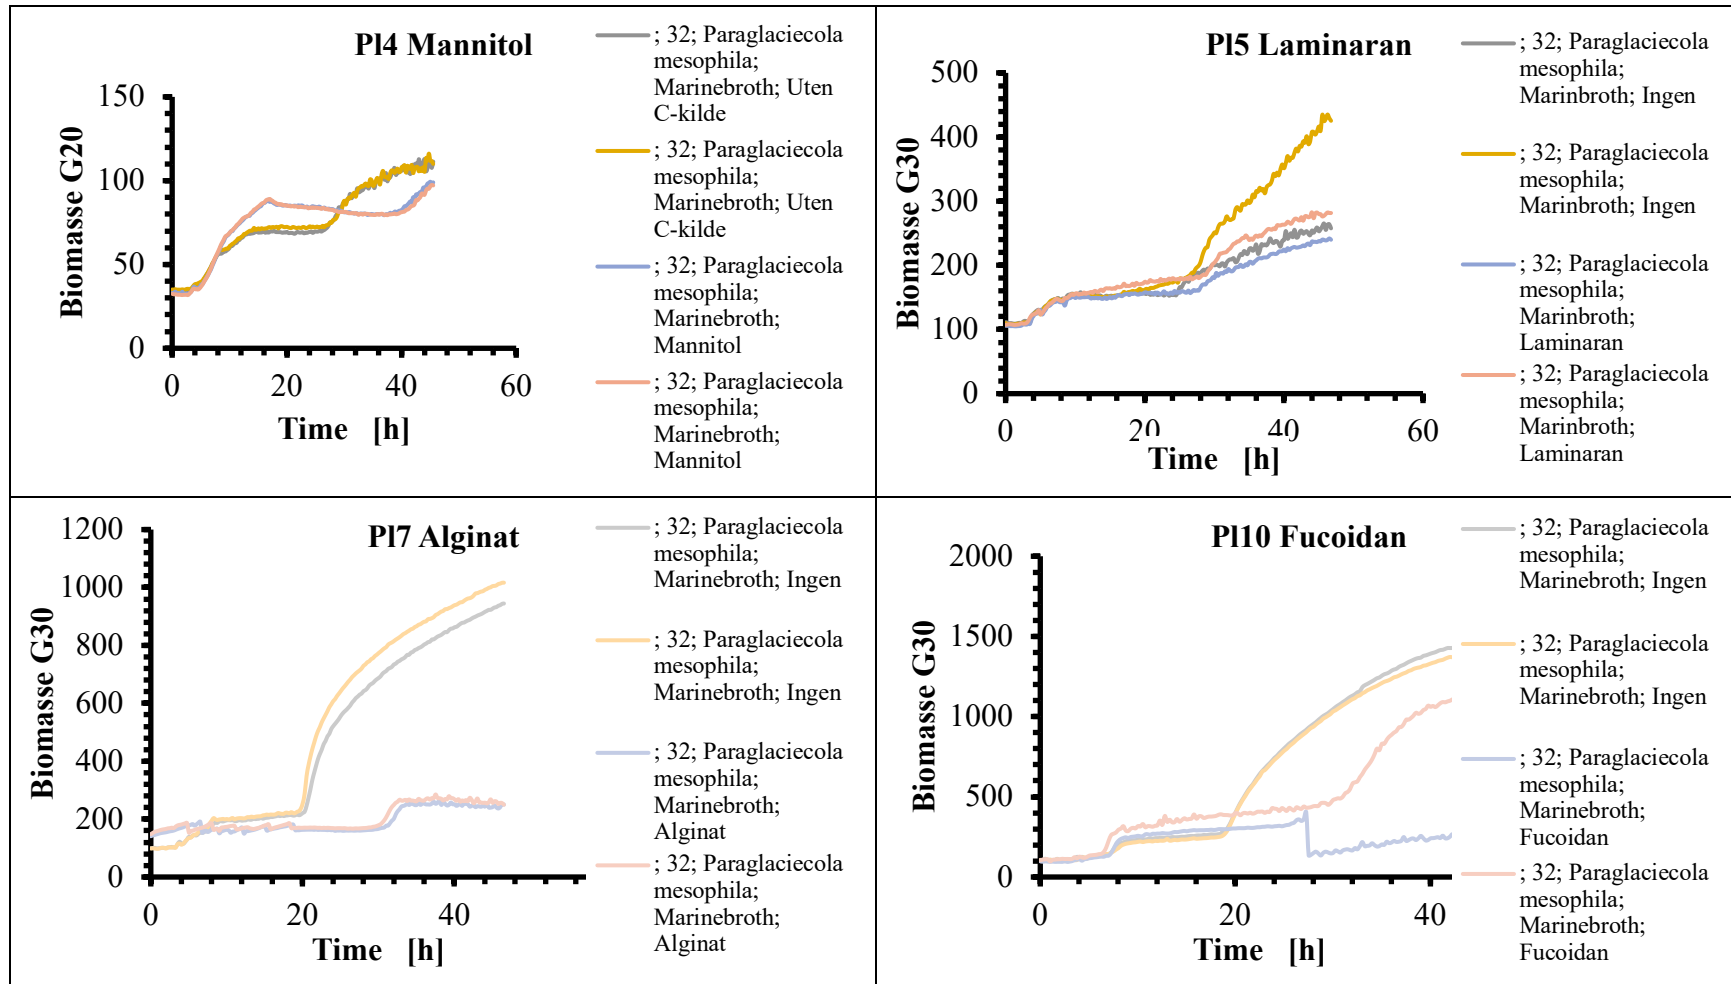 Pl4 Mannitol
Biomasse G20
150
100
50
0
0
20
40
60
Time [h]
; 32; Paraglaciecola
mesophila;
Marinebroth; Uten
C-kilde
; 32; Paraglaciecola
mesophila;
Marinebroth; Uten
C-kilde
; 32; Paraglaciecola
mesophila;
Marinebroth;
Mannitol
; 32; Paraglaciecola
mesophila;
Marinebroth;
Mannitol
Pl5 Laminaran
Biomasse G30
500
400
300
200
100
0
0
20
40
60
Time [h]
; 32; Paraglaciecola
mesophila;
Marinbroth; Ingen
; 32; Paraglaciecola
mesophila;
Marinbroth; Ingen
; 32; Paraglaciecola
mesophila;
Marinbroth;
Laminaran
; 32; Paraglaciecola
mesophila;
Marinbroth;
Laminaran
Pl7 Alginat
Biomasse G30
1200
1000
800
600
400
200
0
0
20
40
Time [h]
; 32; Paraglaciecola
mesophila;
Marinebroth; Ingen
; 32; Paraglaciecola
mesophila;
Marinebroth; Ingen
; 32; Paraglaciecola
mesophila;
Marinebroth;
Alginat
; 32; Paraglaciecola
mesophila;
Marinebroth;
Alginat
Pl10 Fucoidan
Biomasse G30
2000
1500
1000
500
0
0
20
40
Time [h]
; 32; Paraglaciecola
mesophila;
Marinebroth; Ingen
; 32; Paraglaciecola
mesophila;
Marinebroth; Ingen
; 32; Paraglaciecola
mesophila;
Marinebroth;
Fucoidan
; 32; Paraglaciecola
mesophila;
Marinebroth;
Fucoidan